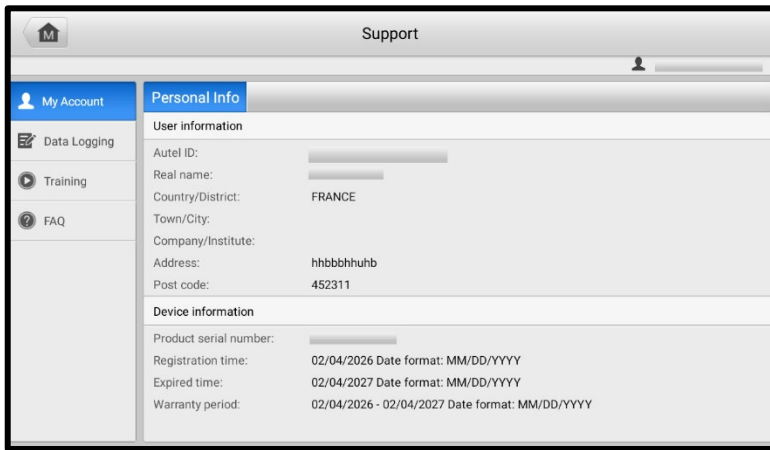 M
Support
My Account
Data Logging
Training
FAQ
Personal Info
User information
Autel ID:
Real name:
Country/District: FRANCE
Town/City:
Company/Institute:
Address: hhbbbhhuhb
Post code: 452311
Device information
Product serial number:
Registration time: 02/04/2026 Date format: MM/DD/YYYY
Expired time: 02/04/2027 Date format: MM/DD/YYYY
Warranty period: 02/04/2026 - 02/04/2027 Date format: MM/DD/YYYY